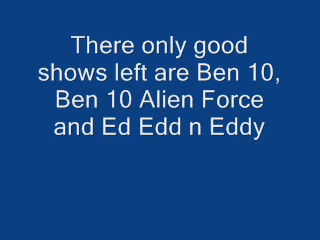 There only good
shows left are Ben 10,
Ben 10 Alien Force
and Ed Edd n Eddy